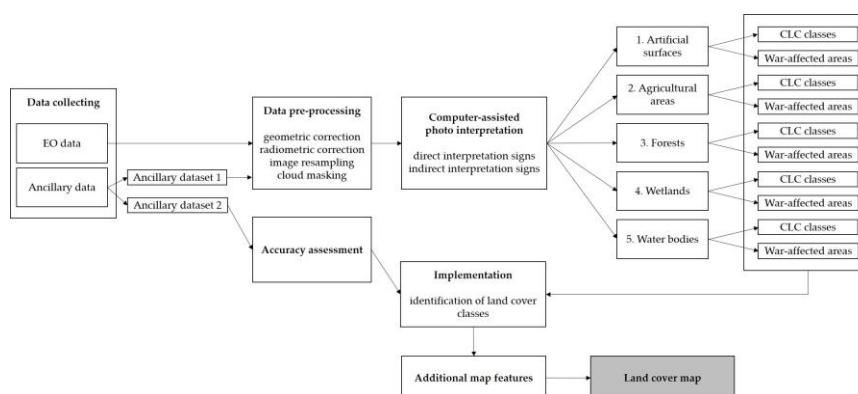 Data collecting
EO data
Ancillary data
Ancillary dataset 1
Ancillary dataset 2
Data pre-processing
geometric correction
radiometric correction
image resampling
cloud masking
Accuracy assessment
Computer-assisted
photo interpretation
direct interpretation signs
indirect interpretation signs
1. Artificial
surfaces
2. Agricultural
areas
3. Forests
4. Wetlands
5. Water bodies
CLC classes
War-affected areas
CLC classes
War-affected areas
CLC classes
War-affected areas
CLC classes
War-affected areas
CLC classes
War-affected areas
Implementation
identification of land cover
classes
Additional map features
Land cover map